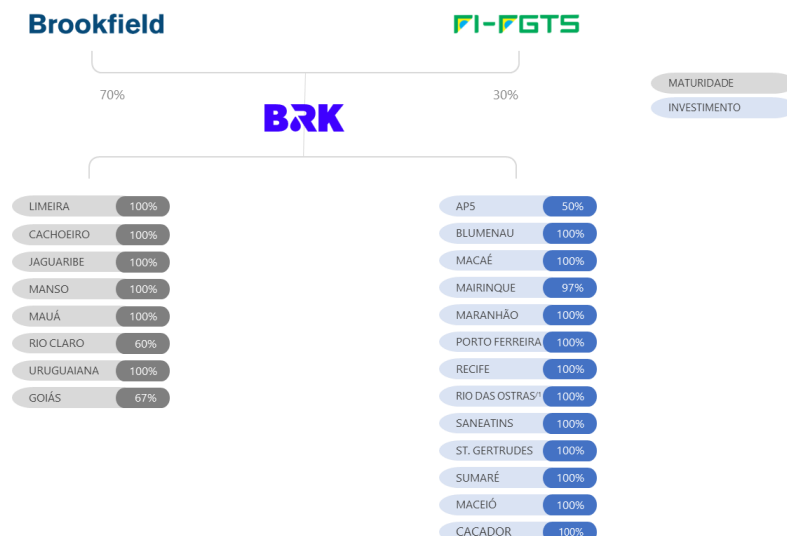 Brookfield
FI-FGTS
70%
30%
BRK
MATURIDADE
INVESTIMENTO
LIMEIRA 100%
CACHOEIRO 100%
JAGUARIBE 100%
MANSO 100%
MAUÁ 100%
RIO CLARO 60%
URUGUAIANA 100%
GOIÁS 67%
AP5 50%
BLUMENAU 100%
MACAÉ 100%
MAIRINQUE 97%
MARANHÃO 100%
PORTO FERREIRA 100%
RECIFE 100%
RIO DAS OSTRAS 100%
SANEATINS 100%
ST. GERTRUDES 100%
SUMARÉ 100%
MACEIÓ 100%
CAÇADOR 100%